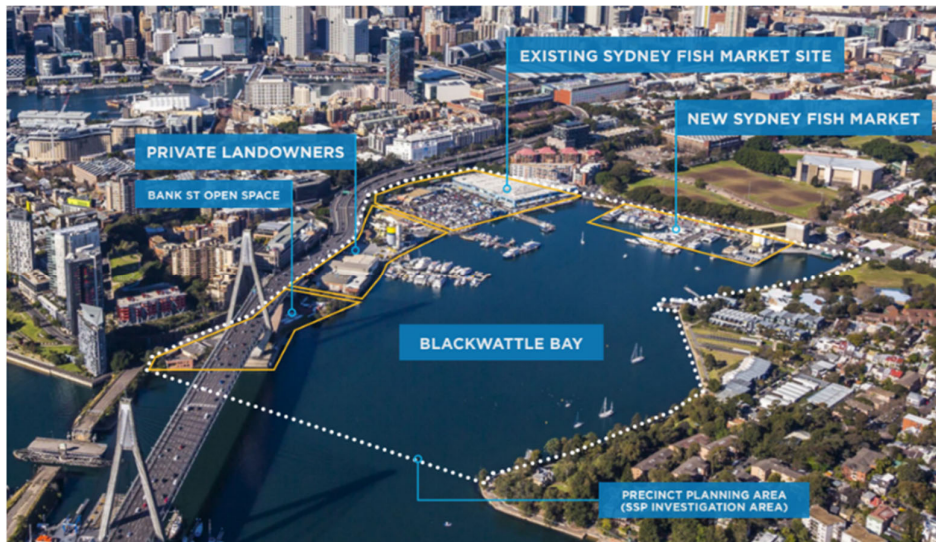 EXISTING SYDNEY FISH MARKET SITE
NEW SYDNEY FISH MARKET
PRIVATE LANDOWNERS
BANK ST OPEN SPACE
BLACKWATTLE BAY
PRECINCT PLANNING AREA
(SSP INVESTIGATION AREA)